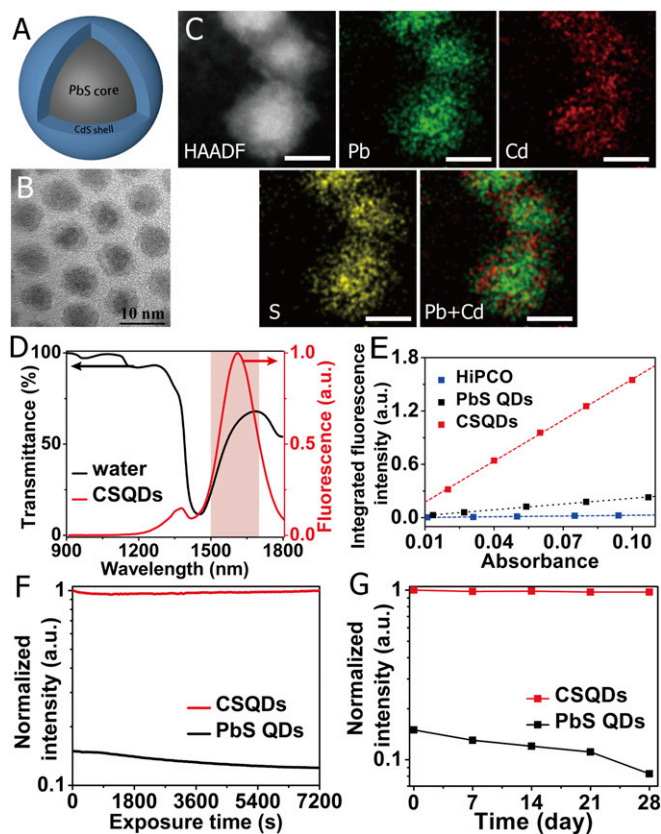 A
PbS core
CdS shell
B
10 nm
C
HAADF
Pb
Cd
S
Pb+Cd
D
Transmittance (%)
100
50
0
water
CSQDs
900
1200
1500
1800
Wavelength (nm)
1.0
0.5
0.0
Fluorescence (a.u.)
E
Integrated fluorescence
intensity (a.u.)
1.8
1.2
0.6
0.0
HiPCO
PbS QDs
CSQDs
0.01
0.04
0.07
0.10
Absorbance
F
Normalized
intensity (a.u.)
1
0.1
CSQDs
PbS QDs
0
1800
3600
5400
7200
Exposure time (s)
G
Normalized
intensity (a.u.)
1
0.1
CSQDs
PbS QDs
0
7
14
21
28
Time (day)